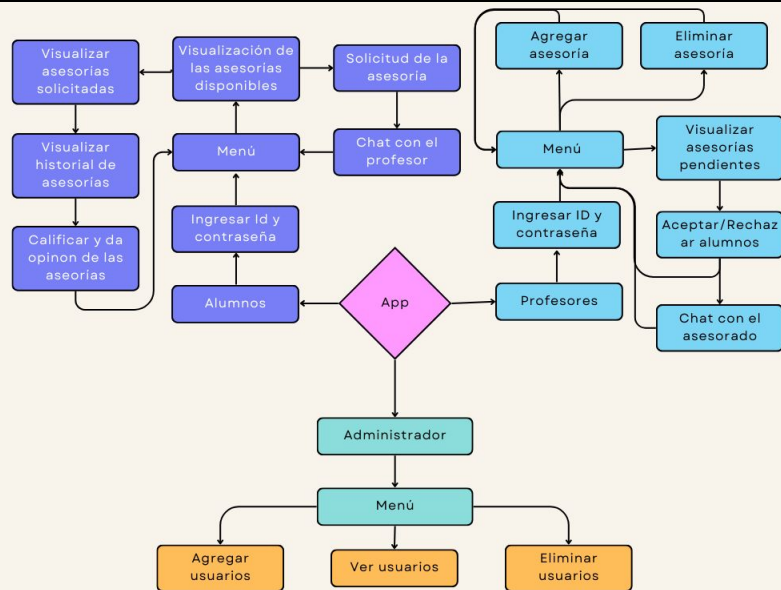 Visualizar
asesorías
solicitadas
Visualización de
las asesorías
disponibles
Solicitud de la
asesoría
Visualizar
historial de
asesorías
Menú
Chat con el
profesor
Calificar y da
opinon de las
aseorias
Ingresar Id y
contraseña
Alumnos
App
Agregar
asesoría
Eliminar
asesoría
Menú
Visualizar
asesorías
pendientes
Ingresar ID y
contraseña
Aceptar/Rechaz
ar alumnos
Profesores
Chat con el
asesorado
Administrador
Menú
Agregar
usuarios
Ver usuarios
Eliminar
usuarios